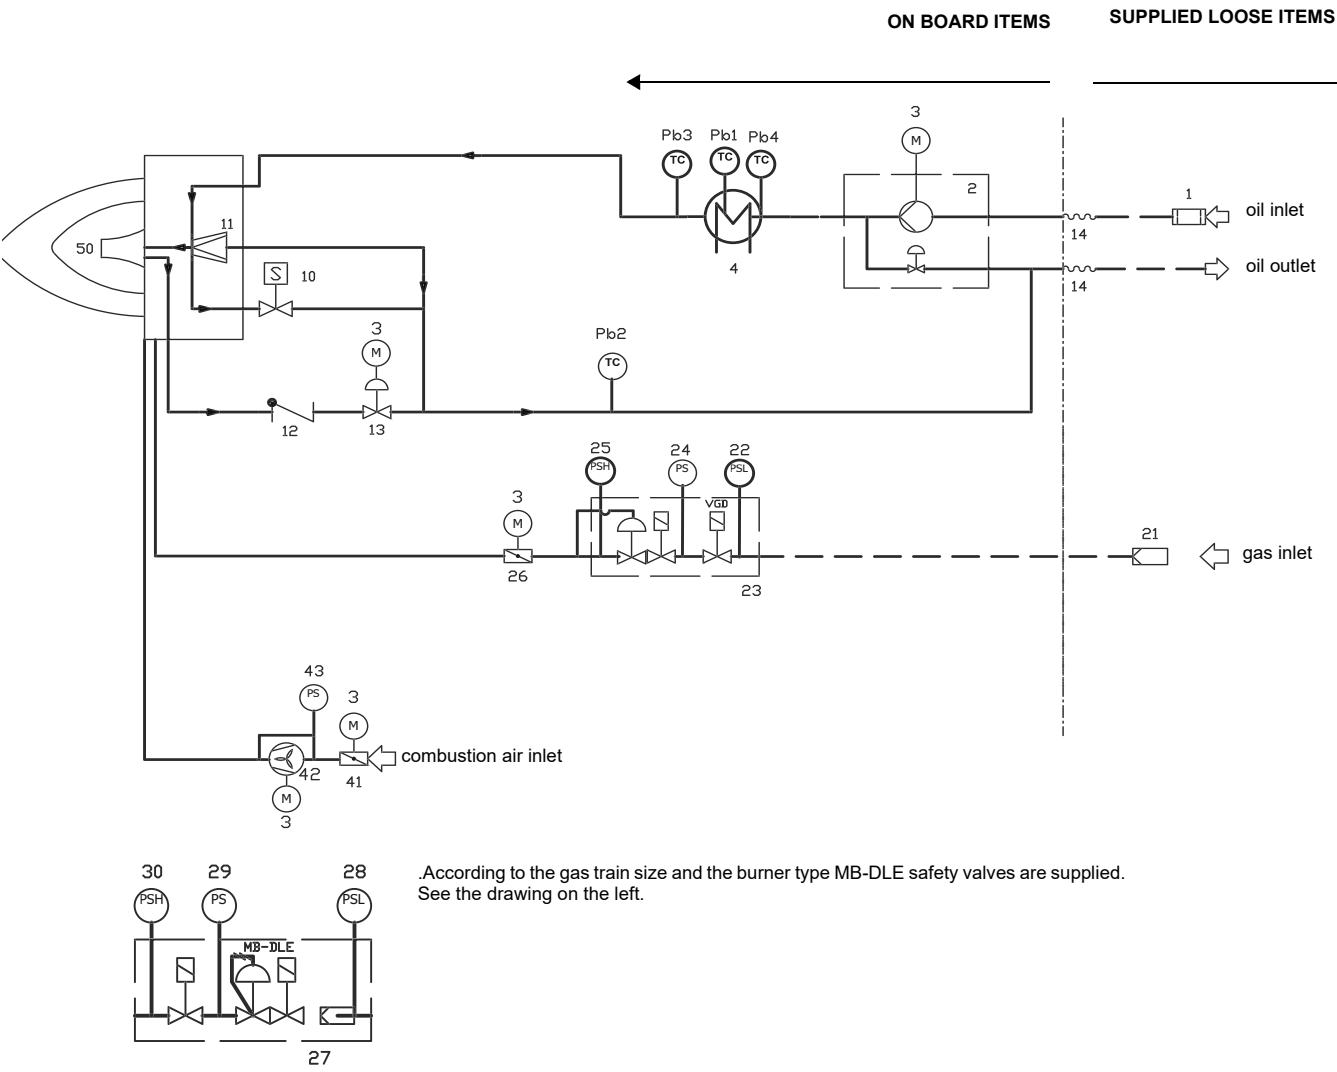 ON BOARD ITEMS
SUPPLIED LOOSE ITEMS
3
Pb3 Pb1 Pb4
TC TC TC
M
2
1
oil inlet
11
50
14
4
S
10
oil outlet
14
3
M
Pb2
TC
12
13
25
24
22
PSH
PS
PSL
VGD
3
M
26
23
21
gas inlet
43
PS
3
M
combustion air inlet
42
41
M
3
30
29
28
PSH
PS
PSL
MB-DLE
27
.According to the gas train size and the burner type MB-DLE safety valves are supplied.
See the drawing on the left.